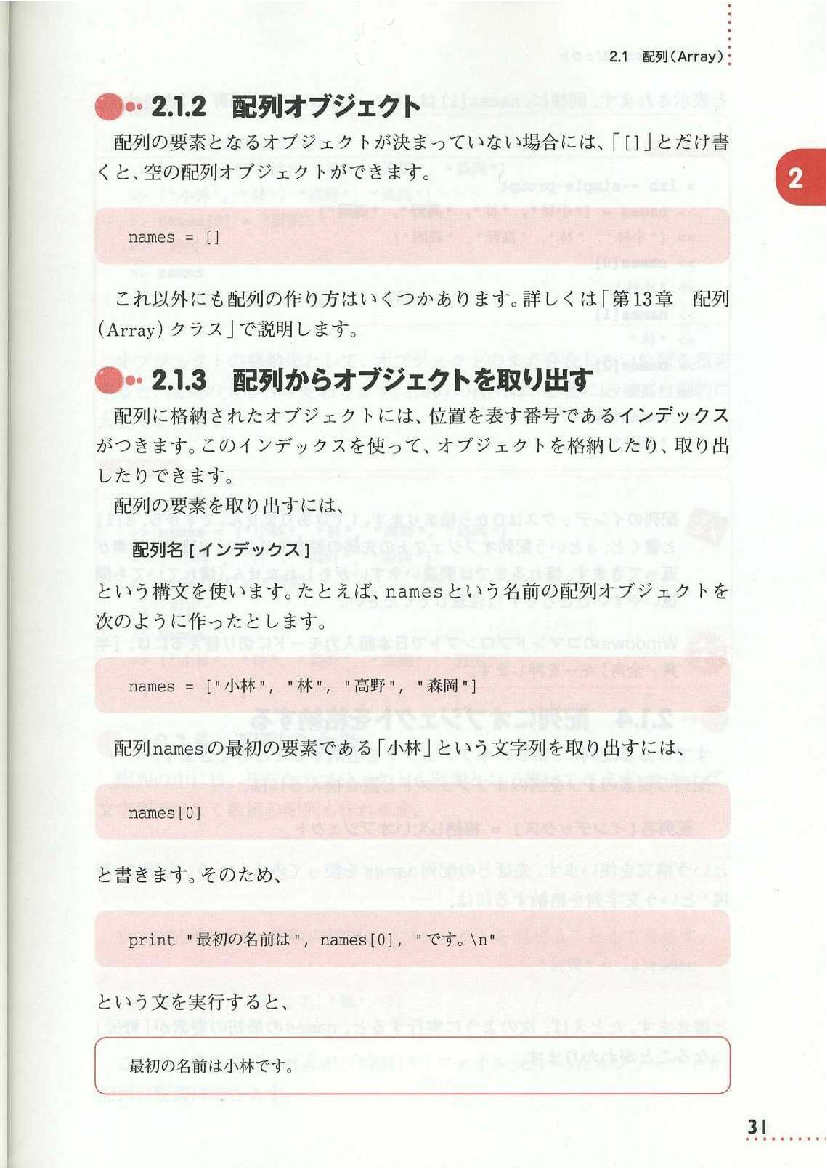 2.1 配列(Array)
2.1.2 配列オブジェクト
配列の要素となるオブジェクトが決まっていない場合には、「[]」とだけ書
くと、空の配列オブジェクトができます。
2
names = []
これ以外にも配列の作り方はいくつかあります。詳しくは「第13章 配列
(Array)クラス」で説明します。
2.1.3 配列からオブジェクトを取り出す
配列に格納されたオブジェクトには、位置を表す番号であるインデックス
がつきます。このインデックスを使って、オブジェクトを格納したり、取り出
したりできます。
配列の要素を取り出すには、
配列名[インデックス]
という構文を使います。たとえば、namesという名前の配列オブジェクトを
次のように作ったとします。
names = ["小林", "林", "高野", "森岡"]
配列namesの最初の要素である「小林」という文字列を取り出すには、
names[0]
と書きます。そのため、
print "最初の名前は", names[0], "です。\n"
という文を実行すると、
最初の名前は小林です。
31